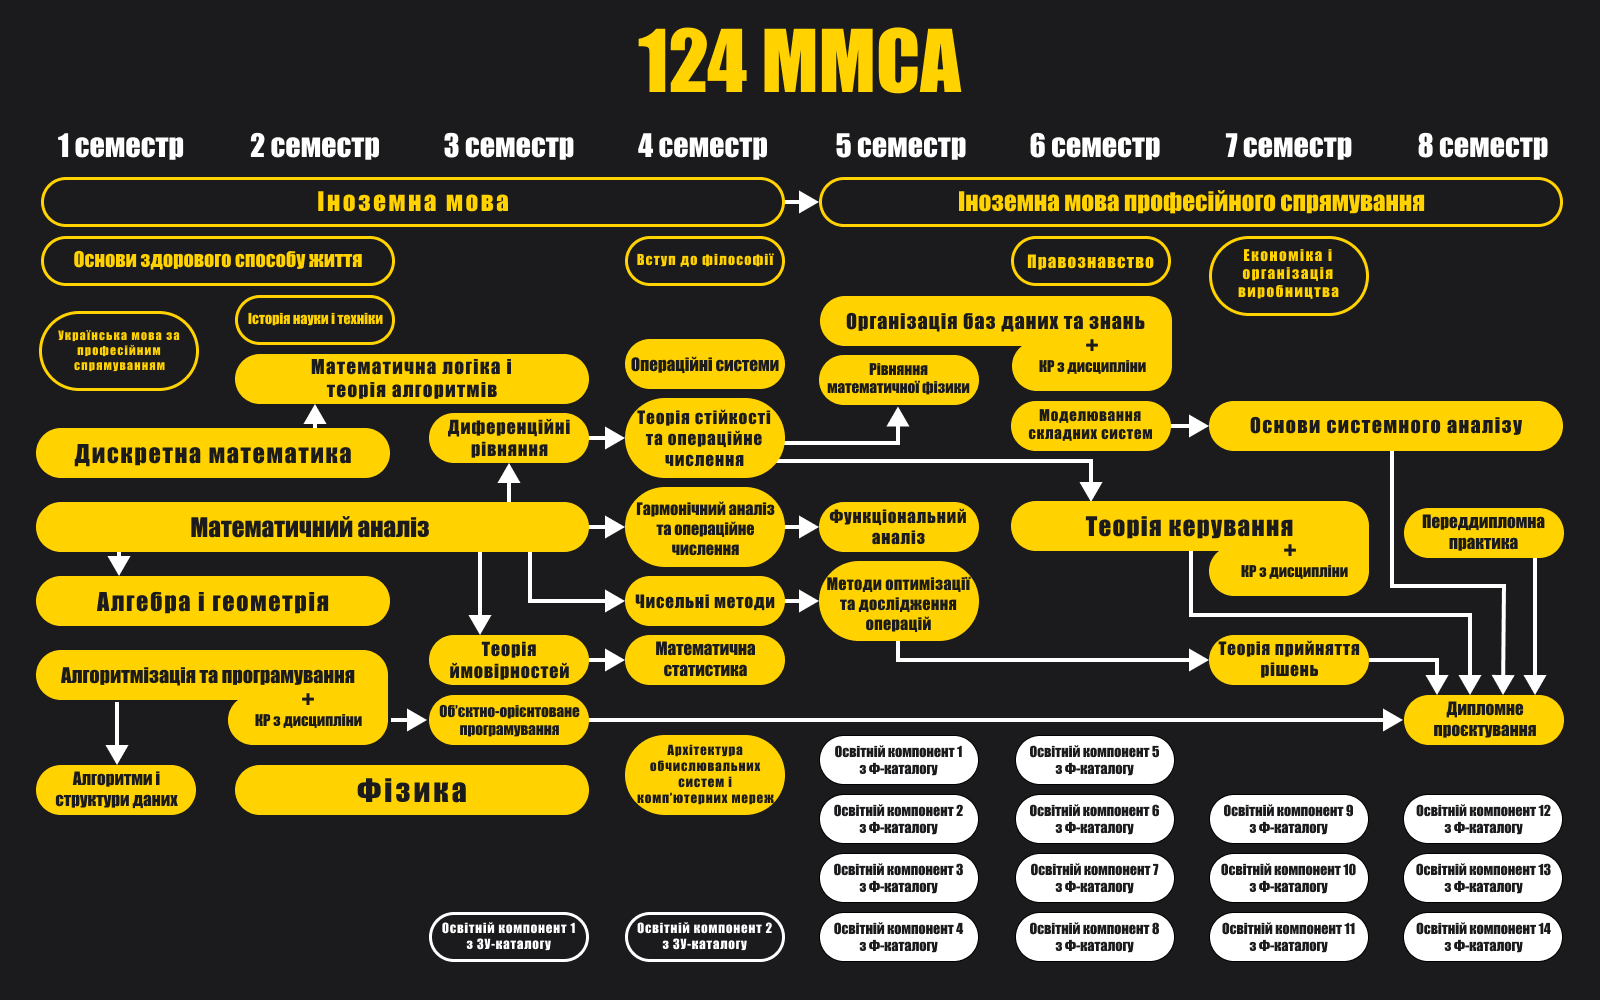 124 ММСА
1 семестр
2 семестр
3 семестр
4 семестр
5 семестр
6 семестр
7 семестр
8 семестр
Іноземна мова
Іноземна мова професійного спрямування
Основи здорового способу життя
Вступ до філософії
Правознавство
Економіка і
організація
виробництва
Українська мова за
професійним
спрямуванням
Історія науки і техніки
Організація баз даних та знань
+
КР з дисципліни
Математична логіка і
теорія алгоритмів
Операційні системи
Рівняння
математичної фізики
Дискретна математика
Диференційні
рівняння
Теорія стійкості
та операційне
числення
Моделювання
складних систем
Основи системного аналізу
Математичний аналіз
Гармонічний аналіз
та операційне
числення
Функціональний
аналіз
Теорія керування
+
КР з дисципліни
Переддипломна
практика
Алгебра і геометрія
Чисельні методи
Методи оптимізації
та дослідження
операцій
Теорія
ймовірностей
Математична
статистика
Теорія прийняття
рішень
Алгоритмізація та програмування
+
КР з дисципліни
Об’єктно-орієнтоване
програмування
Дипломне
проєктування
Алгоритми і
структури даних
Фізика
Архітектура
обчислювальних
систем і
комп’ютерних мереж
Освітній компонент 1
з Ф-каталогу
Освітній компонент 5
з Ф-каталогу
Освітній компонент 2
з Ф-каталогу
Освітній компонент 6
з Ф-каталогу
Освітній компонент 9
з Ф-каталогу
Освітній компонент 12
з Ф-каталогу
Освітній компонент 3
з Ф-каталогу
Освітній компонент 7
з Ф-каталогу
Освітній компонент 10
з Ф-каталогу
Освітній компонент 13
з Ф-каталогу
Освітній компонент 1
з ЗУ-каталогу
Освітній компонент 2
з ЗУ-каталогу
Освітній компонент 4
з Ф-каталогу
Освітній компонент 8
з Ф-каталогу
Освітній компонент 11
з Ф-каталогу
Освітній компонент 14
з Ф-каталогу